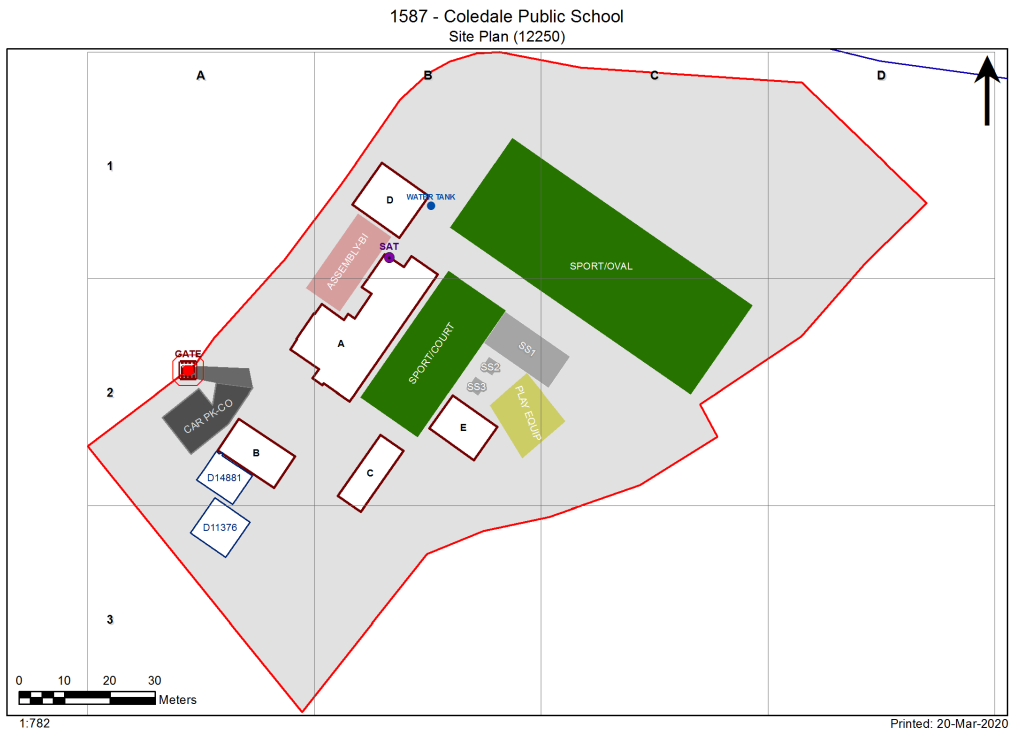 1587 - Coledale Public School
Site Plan (12250)
A
B
C
D
1
D
WATER TANK
SAT
ASSEMBLY-BI
SPORT/OVAL
A
SPORT/COURT
SS1
GATE
SS2
SS3
2
PLAY EQUIP
CAR PK-CO
E
B
C
D14881
D11376
3
0 10 20 30
Meters
1:782
Printed: 20-Mar-2020